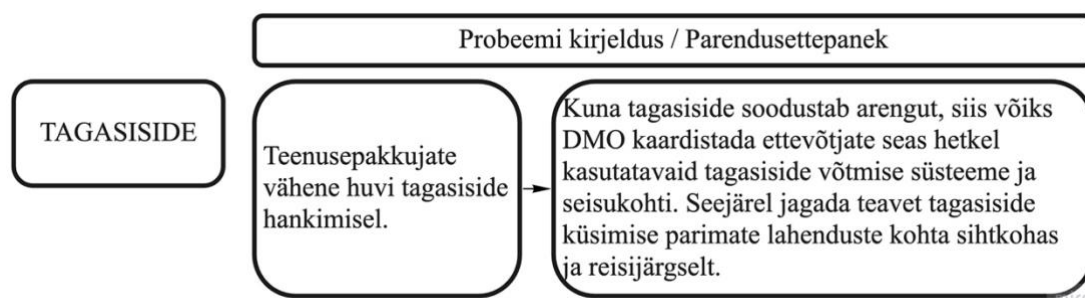 Probeemi kirjeldus / Parendusettepanek
TAGASISIDE
Teenusepakkujate
vähene huvi tagasiside
hankimisel.
Kuna tagasiside soodustab arengut, siis võiks
DMO kaardistada ettevõtjate seas hetkel
kasutatavaid tagasiside võtmise süsteeme ja
seisukohti. Seejärel jagada teavet tagasiside
küsimise parimate lahenduste kohta sihtkohas
ja reisijärgselt.